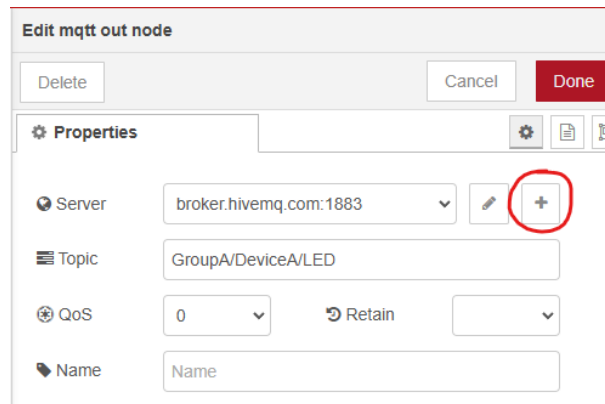 Edit mqtt out node
Delete Cancel Done
Properties
Server broker.hivemq.com:1883
Topic GroupA/DeviceA/LED
QoS 0 Retain
Name Name